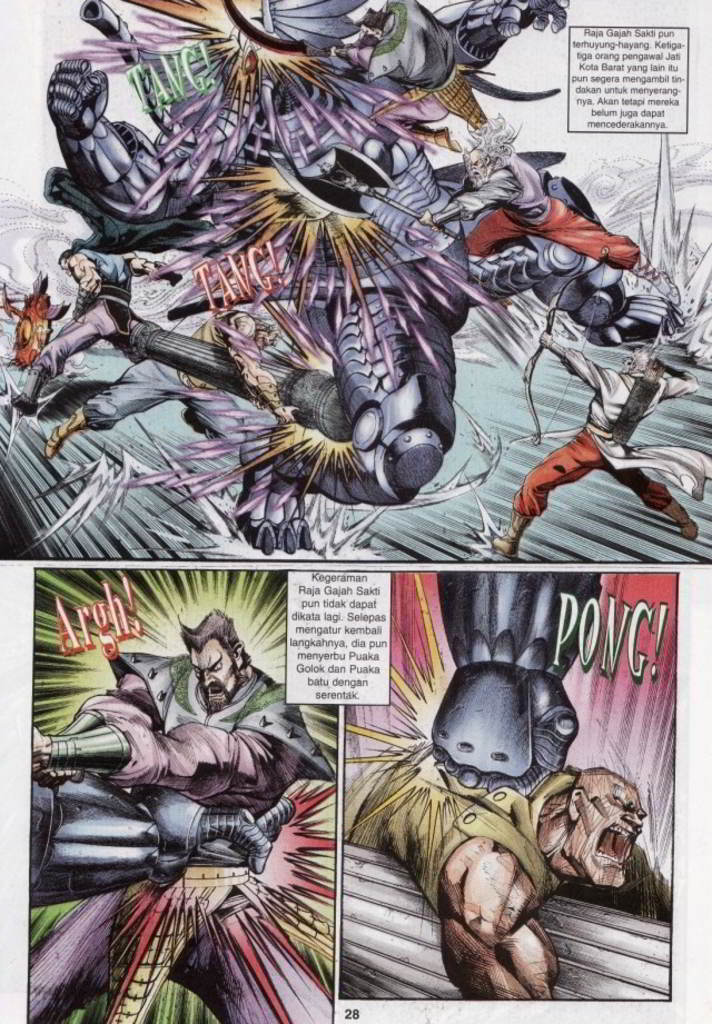 Raja Gajah Sakti pun
terhuyung-hayang. Ketiga-
tiga orang pengawal Jati
Kota Barat yang lain itu
pun segera mengambil tin-
dakan untuk menyerang-
nya. Akan tetapi mereka
belum juga dapat
mencederakannya.
TANG!
TANG!
Argh!
Kegeraman
Raja Gajah Sakti
pun tidak dapat
dikata lagi. Selepas
mengatur kembali
langkahnya, dia pun
menyerbu Puaka
Golok dan Puaka
batu dengan
serentak.
PONG!
28